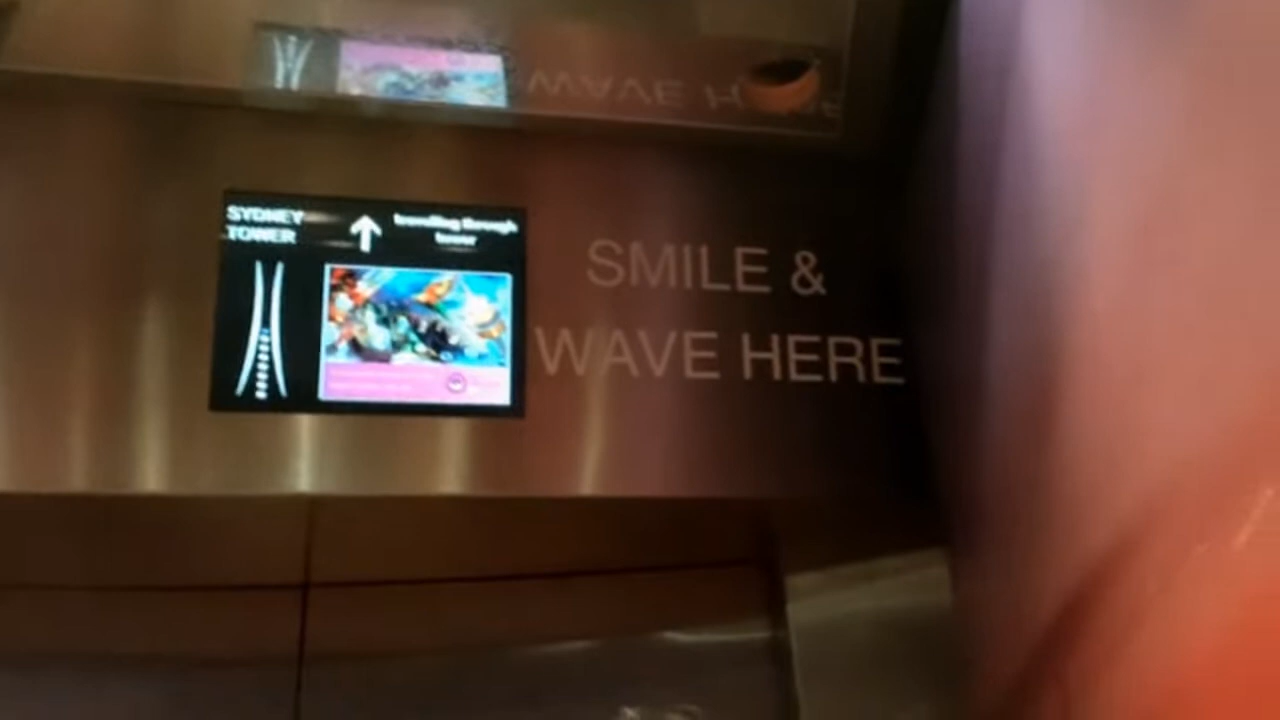 SYDNEY
TOWER
travelling through
tower
SMILE &
WAVE HERE